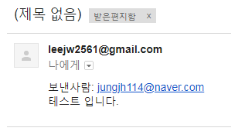 (제목 없음) 받은편지함 x
leejw2561@gmail.com
나에게
보낸사람: jungjh114@naver.com
테스트 입니다.